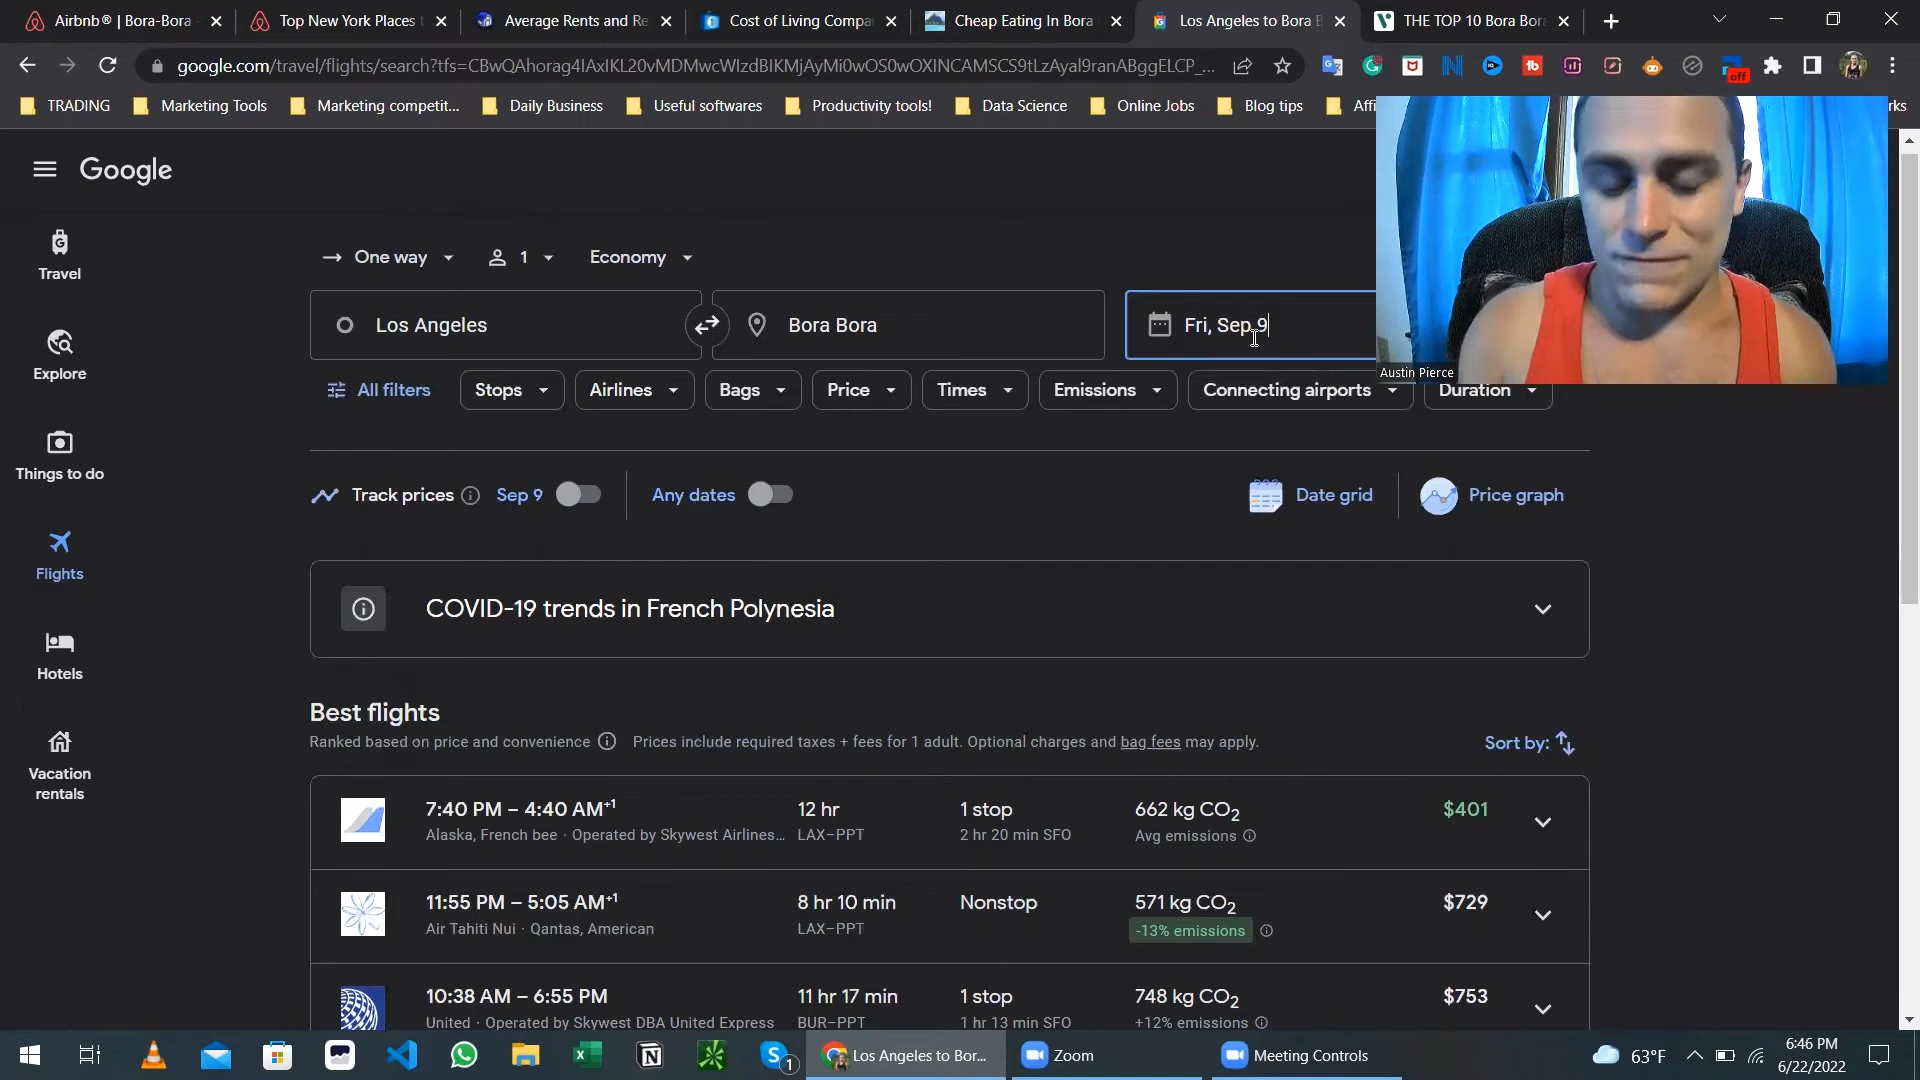 Airbnb® | Bora-Bora
Top New York Places t
Average Rents and Re
Cost of Living Compa
Cheap Eating In Bora
Los Angeles to Bora B
THE TOP 10 Bora Bora
google.com/travel/flights/search?tfs=
off
TRADING
Marketing Tools
Marketing competit...
Daily Business
Useful softwares
Productivity tools!
Data Science
Online Jobs
Blog tips
Affi
rks
Google
Travel
Explore
Things to do
Flights
Hotels
Vacation
rentals
One way
1
Economy
Los Angeles
Bora Bora
Fri, Sep 9
Austin Pierce
All filters
Stops
Airlines
Bags
Price
Times
Emissions
Connecting airports
Duration
Track prices
Sep 9
Any dates
Date grid
Price graph
COVID-19 trends in French Polynesia
Best flights
Ranked based on price and convenience
Prices include required taxes + fees for 1 adult. Optional charges and bag fees may apply.
Sort by:
7:40 PM – 4:40 AM+1
12 hr
1 stop
662 kg CO2
$401
Alaska, French bee · Operated by Skywest Airlines...
LAX–PPT
2 hr 20 min SFO
Avg emissions
11:55 PM – 5:05 AM+1
8 hr 10 min
Nonstop
571 kg CO2
$729
Air Tahiti Nui · Qantas, American
LAX–PPT
-13% emissions
10:38 AM – 6:55 PM
11 hr 17 min
1 stop
748 kg CO2
$753
United · Operated by Skywest DBA United Express
BUR–PPT
1 hr 13 min SFO
+12% emissions
1
Los Angeles to Bor...
Zoom
Meeting Controls
63°F
6:46 PM
6/22/2022